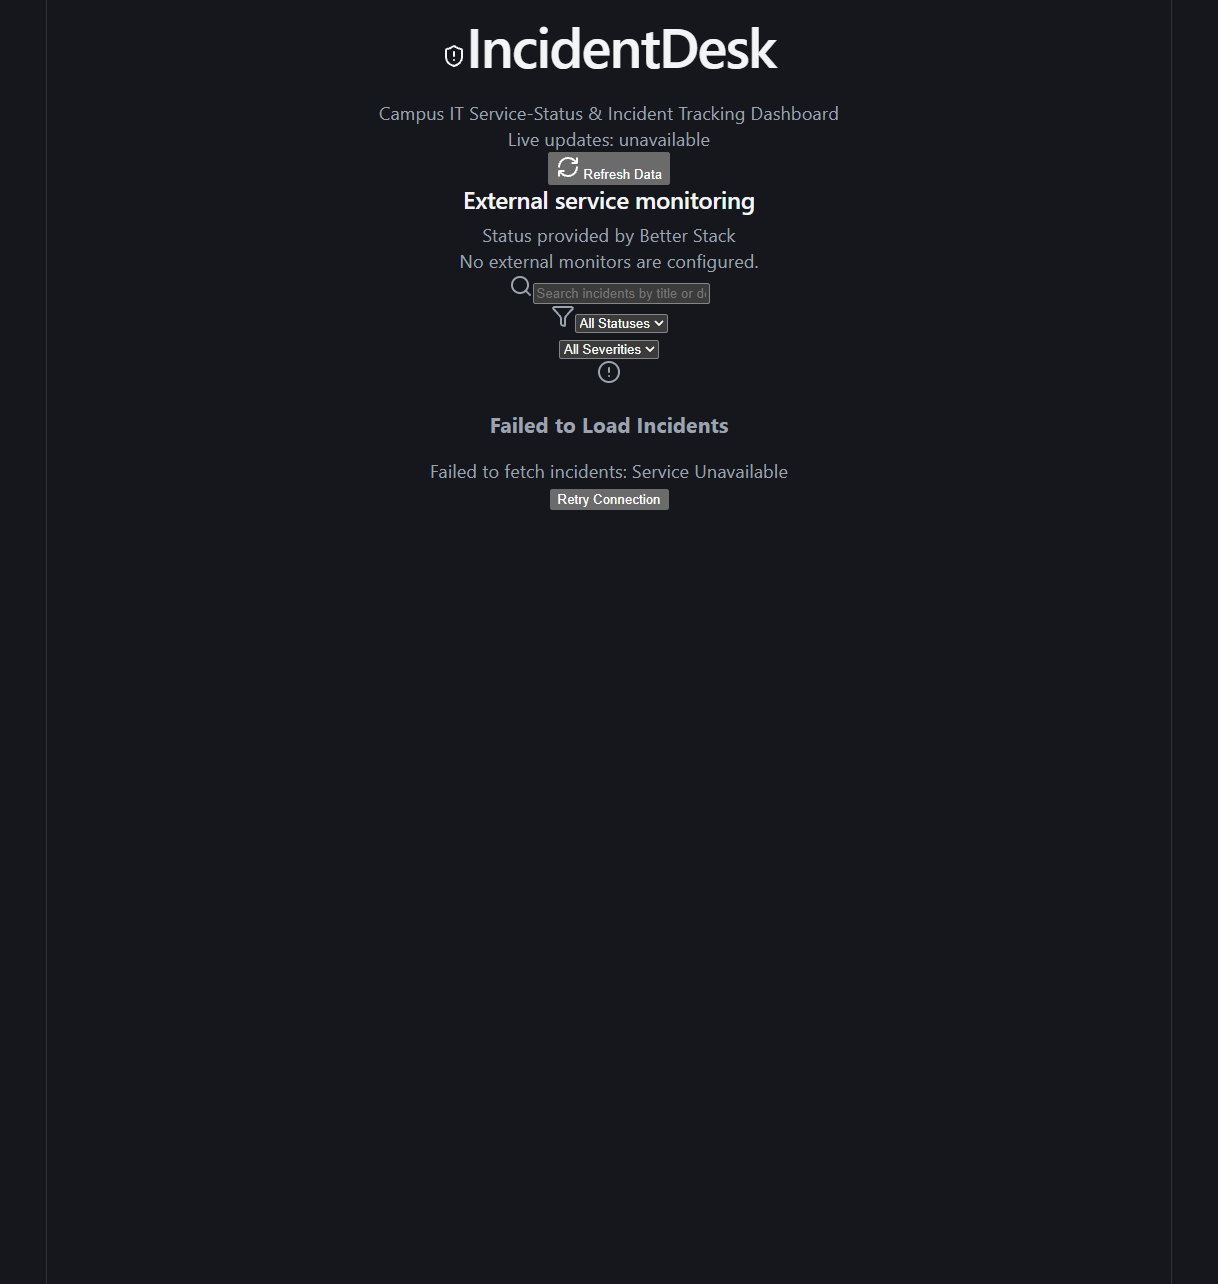 IncidentDesk
Campus IT Service-Status & Incident Tracking Dashboard
Live updates: unavailable
Refresh Data
External service monitoring
Status provided by Better Stack
No external monitors are configured.
Search incidents by title or d
All Statuses
All Severities
Failed to Load Incidents
Failed to fetch incidents: Service Unavailable
Retry Connection